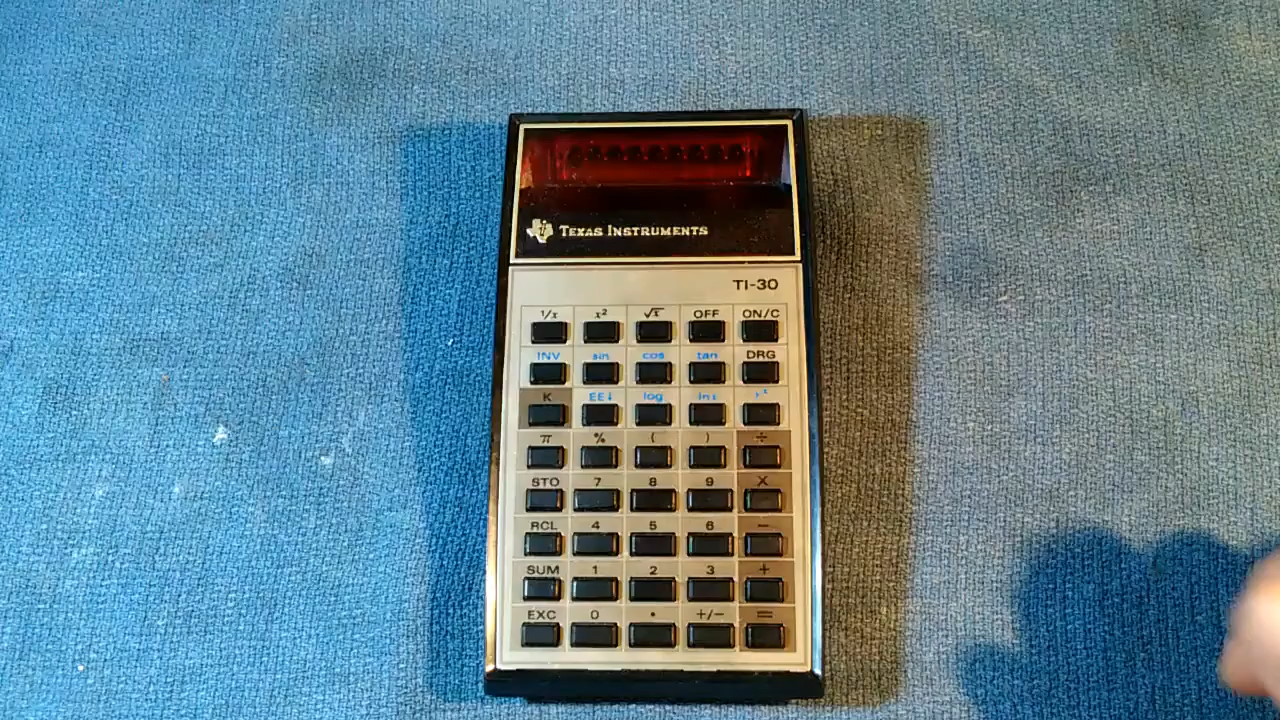 TEXAS INSTRUMENTS
TI-30
1/x x² √x OFF ON/C
INV sin cos tan DRG
K EE↓ log lnx yˣ
π % ( ) ÷
STO 7 8 9 X
RCL 4 5 6 −
SUM 1 2 3 +
EXC 0 • +/− =